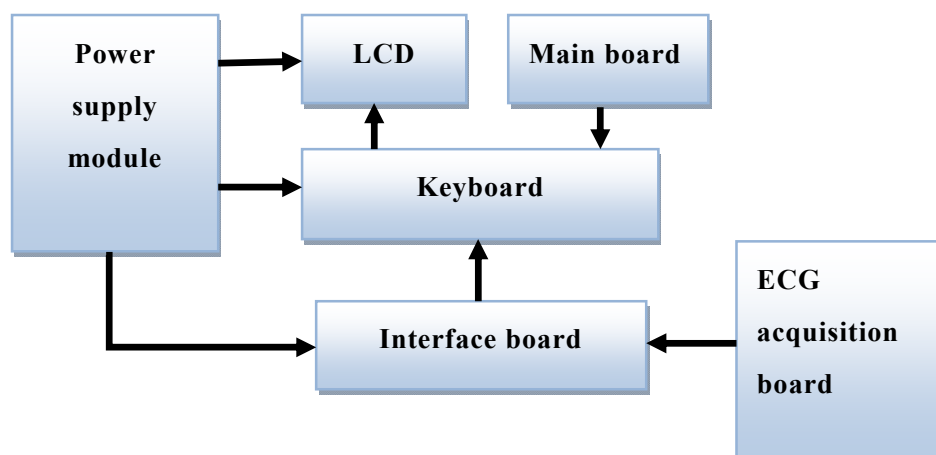 Power
supply
module
LCD
Main board
Keyboard
Interface board
ECG
acquisition
board